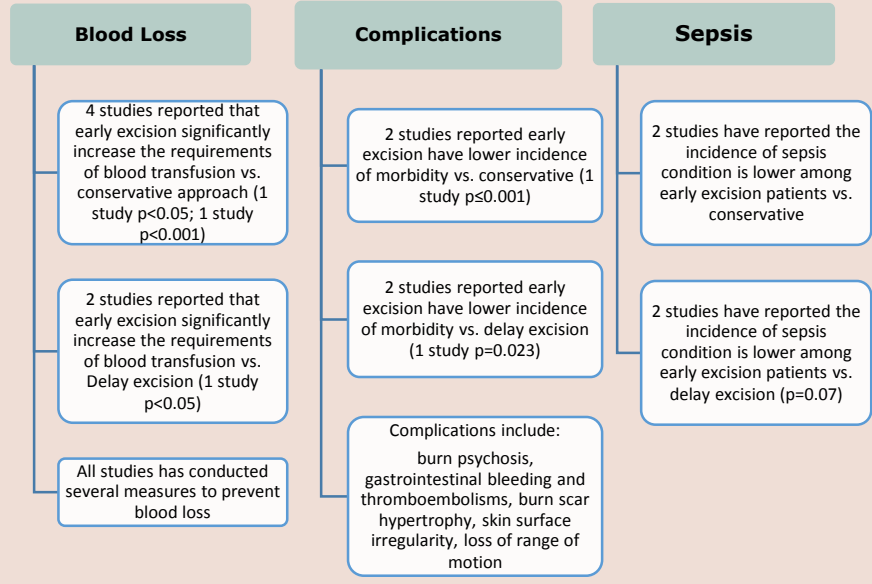 Blood Loss
4 studies reported that
early excision significantly
increase the requirements
of blood transfusion vs.
conservative approach (1
study p<0.05; 1 study
p<0.001)
2 studies reported that
early excision significantly
increase the requirements
of blood transfusion vs.
Delay excision (1 study
p<0.05)
All studies has conducted
several measures to prevent
blood loss
Complications
2 studies reported early
excision have lower incidence
of morbidity vs. conservative (1
study p≤0.001)
2 studies reported early
excision have lower incidence
of morbidity vs. delay excision
(1 study p=0.023)
Complications include:
burn psychosis,
gastrointestinal bleeding and
thromboembolisms, burn scar
hypertrophy, skin surface
irregularity, loss of range of
motion
Sepsis
2 studies have reported the
incidence of sepsis
condition is lower among
early excision patients vs.
conservative
2 studies have reported the
incidence of sepsis
condition is lower among
early excision patients vs.
delay excision (p=0.07)